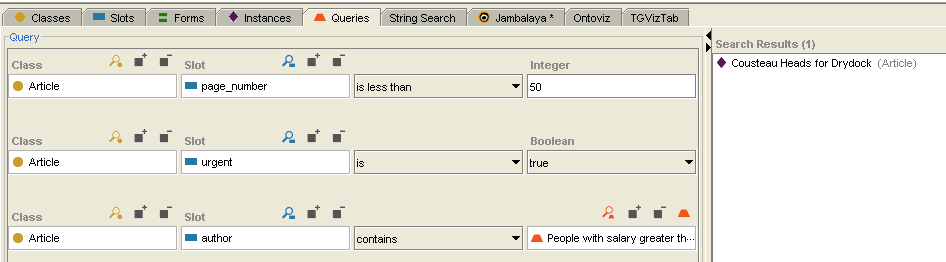 Classes Slots Forms Instances Queries String Search Jambalaya * Ontoviz TGVizTab
Query
Class Slot Integer
Article page_number is less than 50
Class Slot Boolean
Article urgent is true
Class Slot
Article author contains People with salary greater th...
Search Results (1)
Cousteau Heads for Drydock (Article)